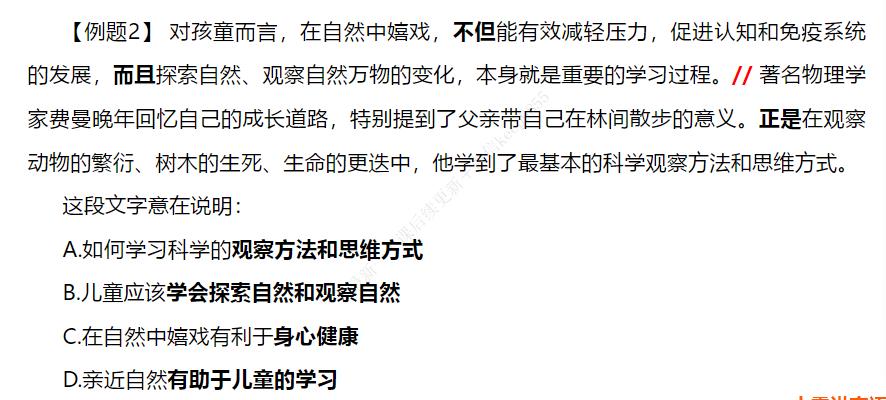 【例题2】 对孩童而言，在自然中嬉戏，不但能有效减轻压力，促进认知和免疫系统
的发展，而且探索自然、观察自然万物的变化，本身就是重要的学习过程。// 著名物理学
家费曼晚年回忆自己的成长道路，特别提到了父亲带自己在林间散步的意义。正是在观察
动物的繁衍、树木的生死、生命的更迭中，他学到了最基本的科学观察方法和思维方式。
这段文字意在说明：
A.如何学习科学的观察方法和思维方式
B.儿童应该学会探索自然和观察自然
C.在自然中嬉戏有利于身心健康
D.亲近自然有助于儿童的学习